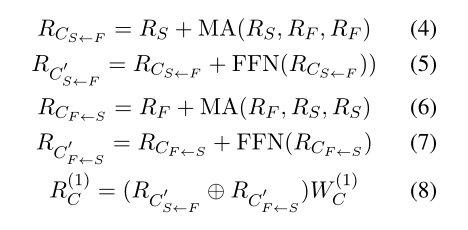 R_{C_{S←F}} = R_S + MA(R_S, R_F, R_F) (4)
R_{C'_{S←F}} = R_{C_{S←F}} + FFN(R_{C_{S←F}})) (5)
R_{C_{F←S}} = R_F + MA(R_F, R_S, R_S) (6)
R_{C'_{F←S}} = R_{C_{F←S}} + FFN(R_{C_{F←S}}) (7)
R_C^{(1)} = (R_{C'_{S←F}} ⊕ R_{C'_{F←S}})W_C^{(1)} (8)